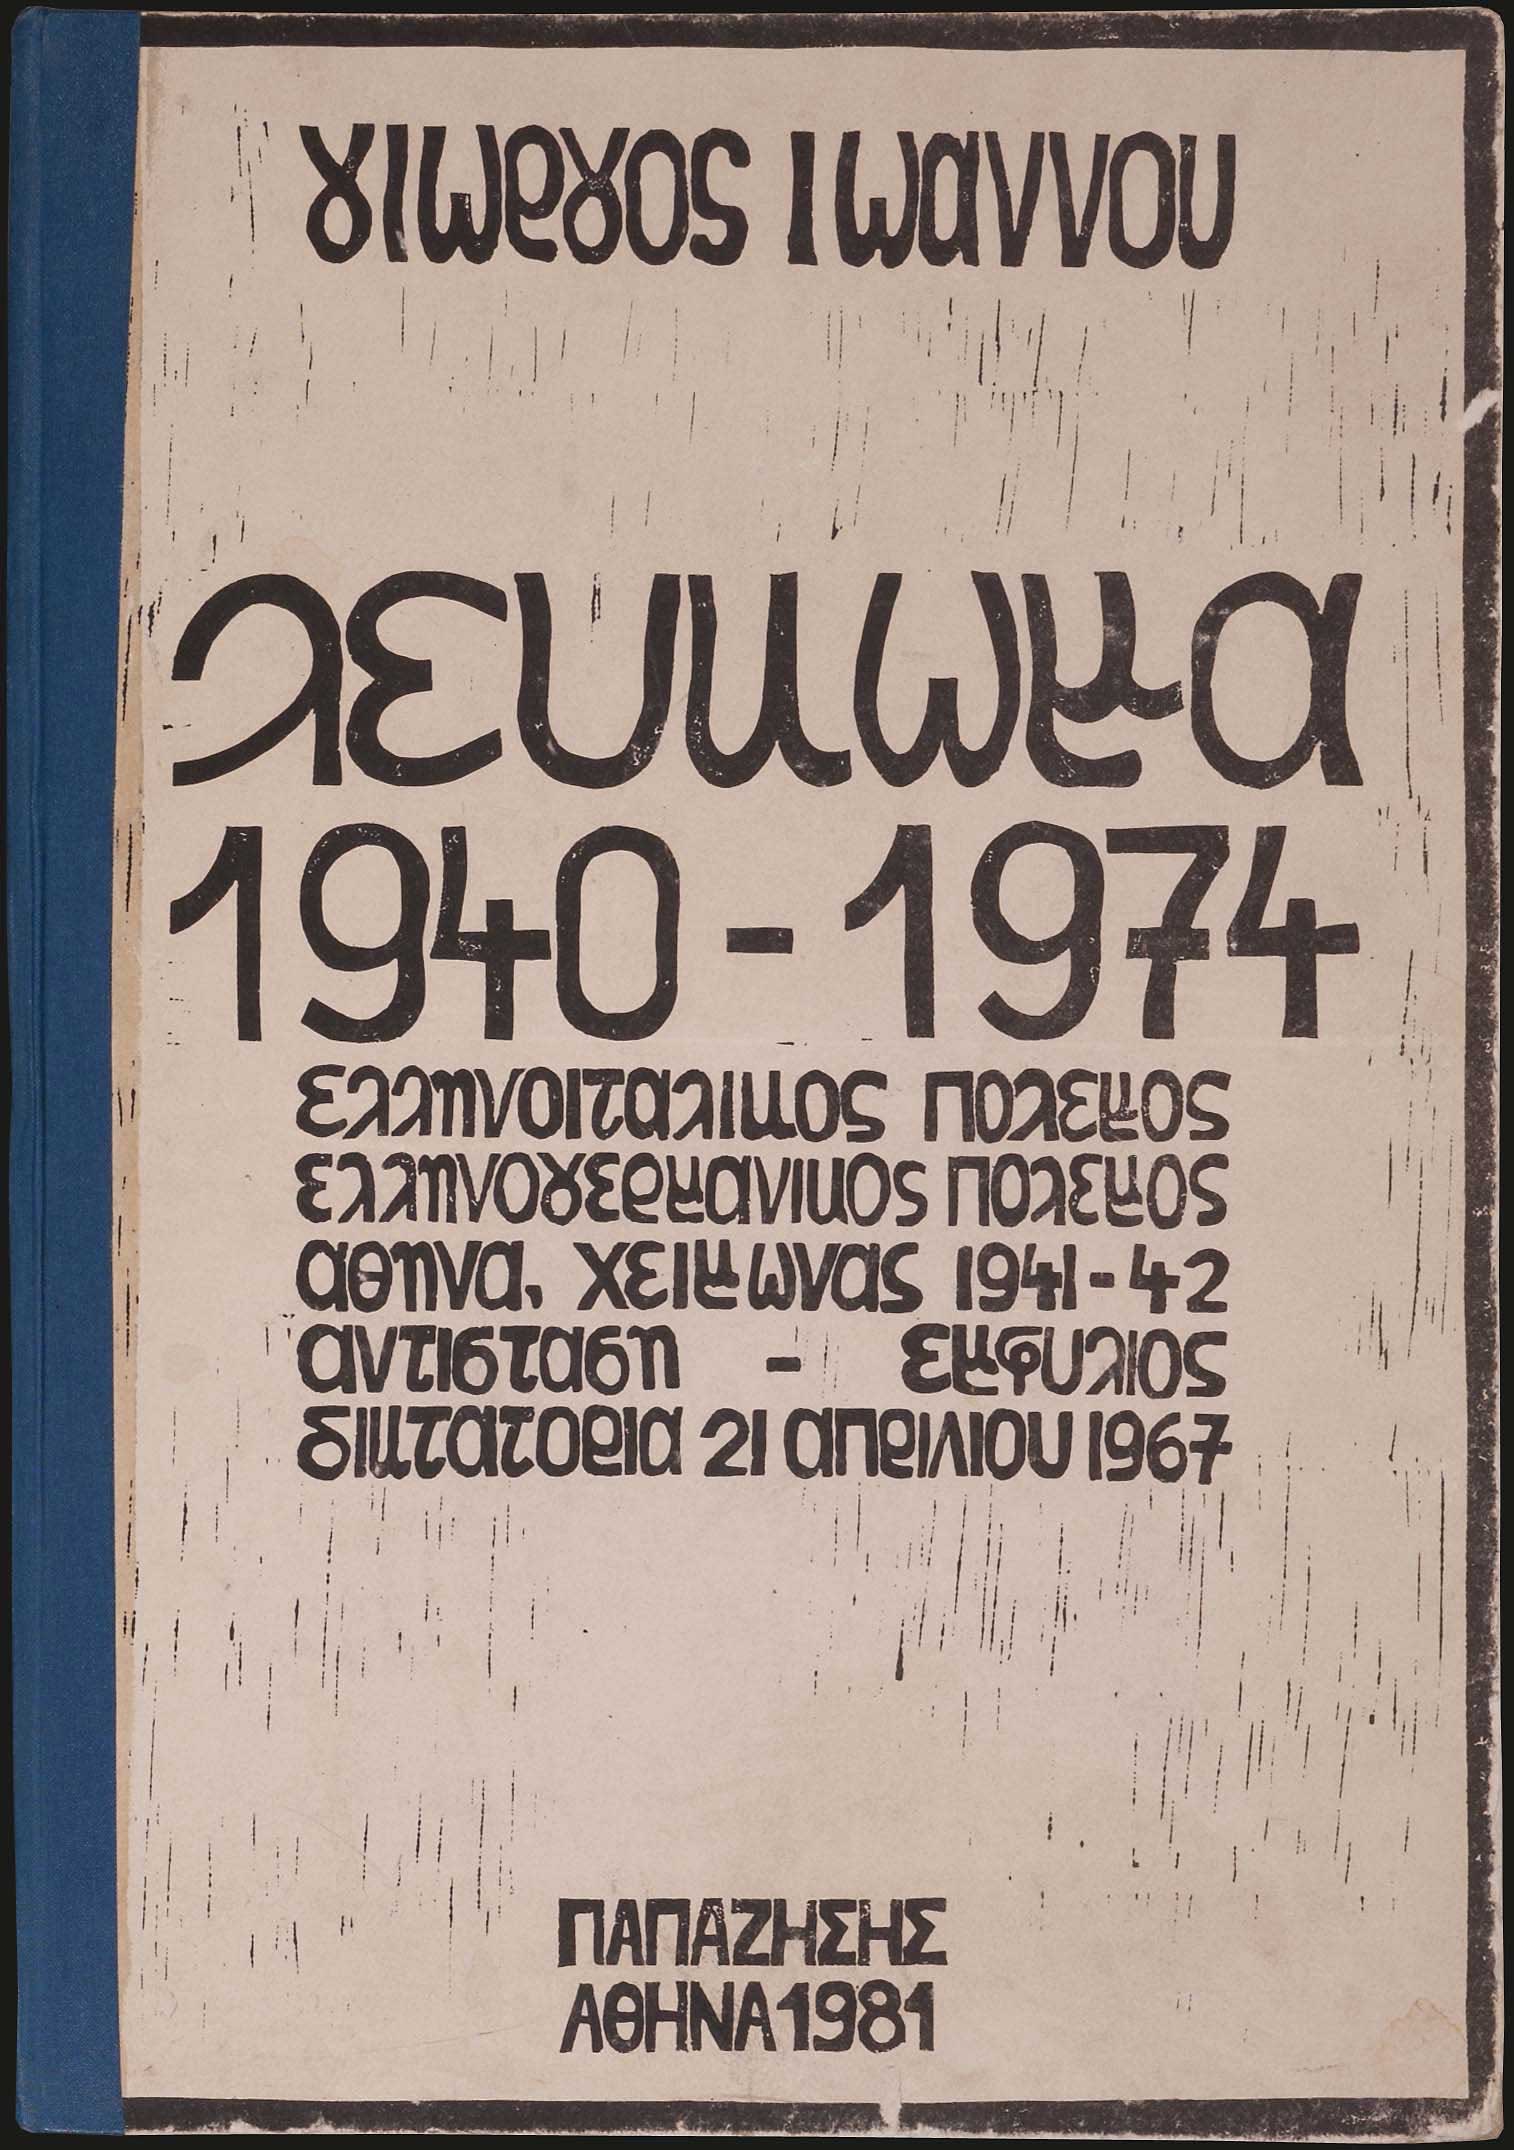 γιωργος ιωαννου
λευκωμα
1940 - 1974
ελληνοιταλικος πολεμος
ελληνογερμανικος πολεμος
αθηνα, χειμωνας 1941-42
αντισταση - εμφυλιος
δικτατορια 21 απριλιου 1967
ΠΑΠΑΖΗΣΗΣ
ΑΘΗΝΑ 1981